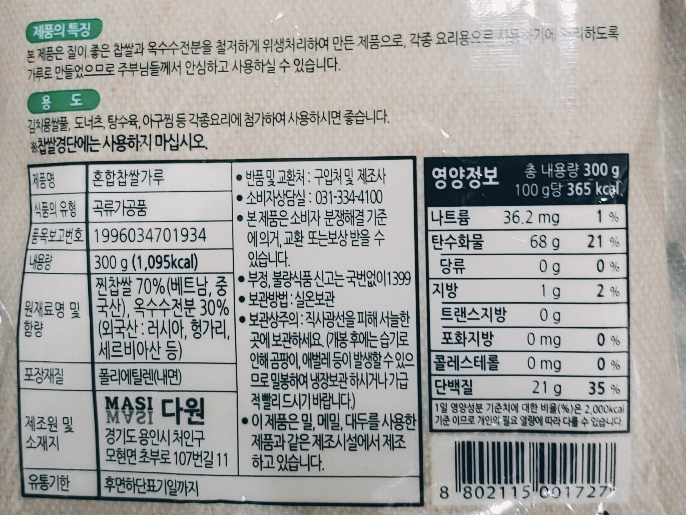 제품의 특징
본 제품은 질이 좋은 찹쌀과 옥수수전분을 철저하게 위생처리하여 만든 제품으로, 각종 요리용으로 하도록
가루로 만들었으므로 주부님들께서 안심하고 사용하실 수 있습니다.
용 도
김치용쌀풀, 도너츠, 탕수육, 아구찜 등 각종요리에 첨가하여 사용하시면 좋습니다.
※찹쌀경단에는 사용하지 마십시오.
제품명 혼합찹쌀가루
식품의 유형 곡류가공품
품목보고번호 1996034701934
내용량 300 g (1,095kcal)
원재료명 및 함량 찐찹쌀 70%(베트남, 중
국산), 옥수수전분 30%
(외국산 : 러시아, 헝가리,
세르비아산 등)
포장재질 폴리에틸렌(내면)
제조원 및 소재지 MASI 다원
경기도 용인시 처인구
모현면 초부로 107번길 11
유통기한 후면하단표기일까지
• 반품 및 교환처 : 구입처 및 제조사
• 소비자상담실 : 031-334-4100
• 본 제품은 소비자 분쟁해결 기준
에 의거, 교환 또는보상 받을 수
있습니다.
• 부정, 불량식품 신고는 국번없이1399
• 보관방법 : 실온보관
• 보관상주의 : 직사광선을 피해 서늘한
곳에 보관하세요. (개봉 후에는 습기로
인해 곰팡이, 애벌레 등이 발생할 수 있으
므로 밀봉하여 냉장보관 하시거나 가급
적 빨리 드시기 바랍니다.)
• 이 제품은 밀, 메밀, 대두를 사용한
제품과 같은 제조시설에서 제조
하고 있습니다.
영양정보 총 내용량 300 g
100 g당 365 kcal
나트륨 36.2 mg 1 %
탄수화물 68 g 21 %
당류 0 g 0 %
지방 1 g 2 %
트랜스지방 0 g
포화지방 0 mg 0 %
콜레스테롤 0 mg 0 %
단백질 21 g 35 %
1일 영양성분 기준치에 대한 비율(%)은 2,000kcal
기준 이므로 개인의 필요 열량에 따라 다를 수 있습니다.
8 802115 001727